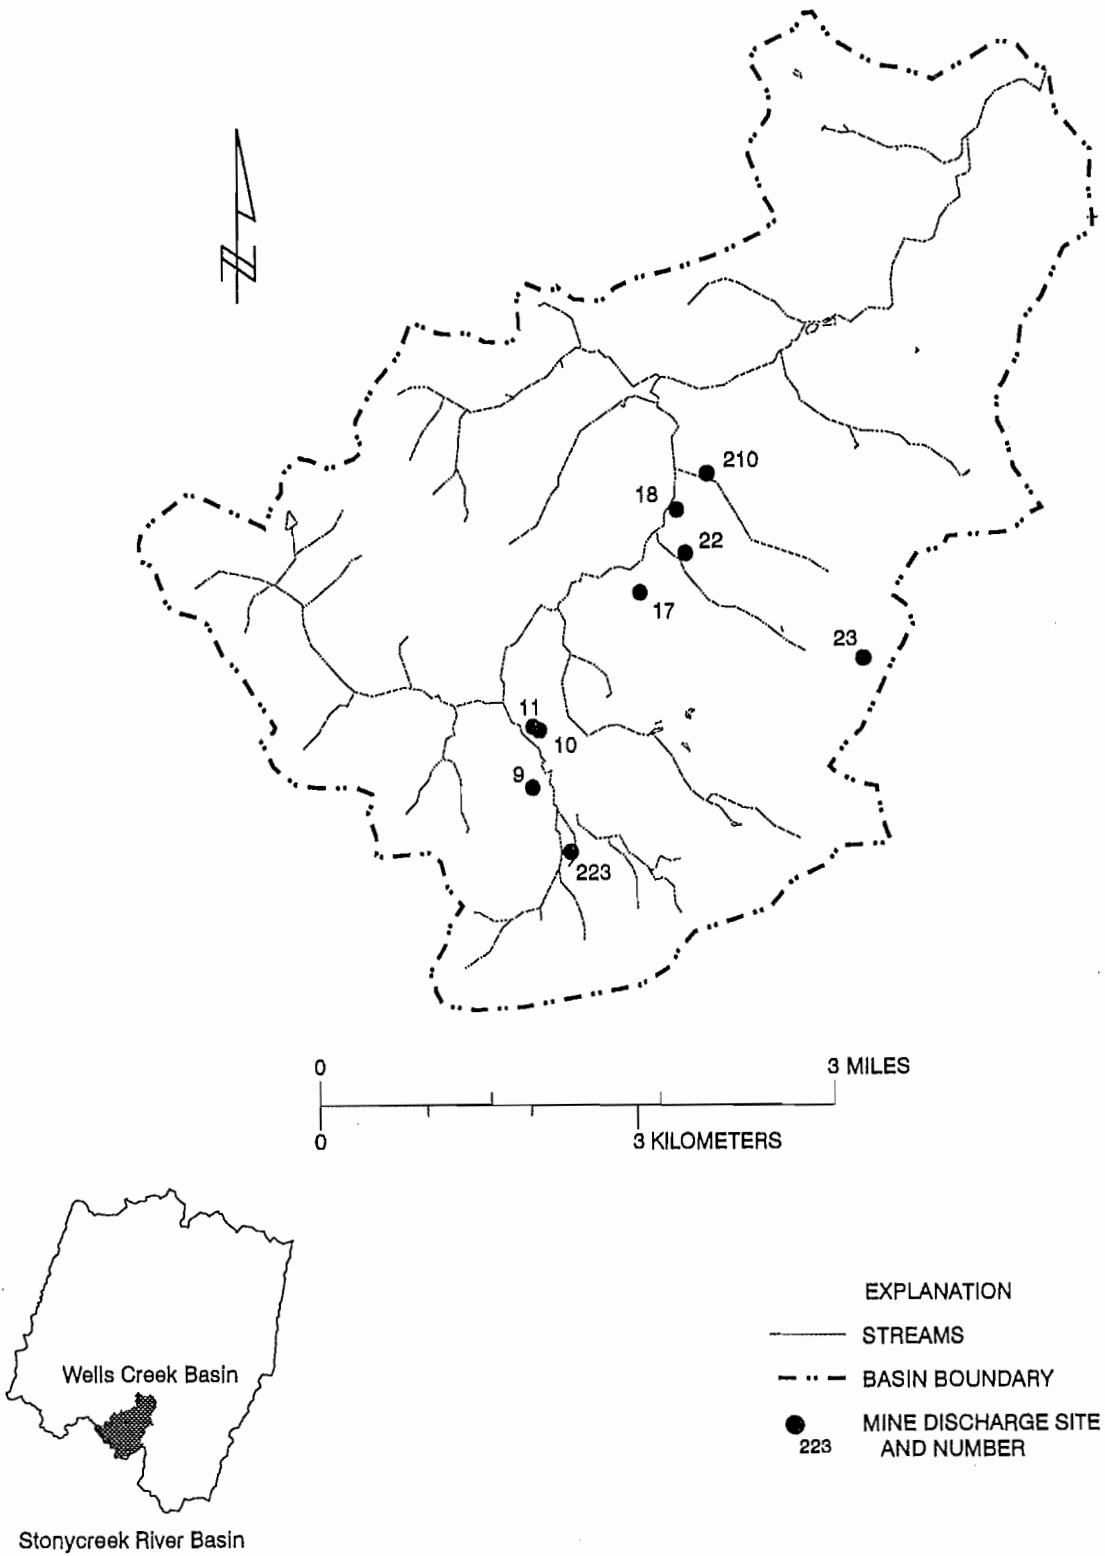 N
210
18
22
17
23
11
10
9
223
0
3 MILES
0
3 KILOMETERS
EXPLANATION
STREAMS
Wells Creek Basin
BASIN BOUNDARY
MINE DISCHARGE SITE
223
AND NUMBER
Stonycreek River Basin